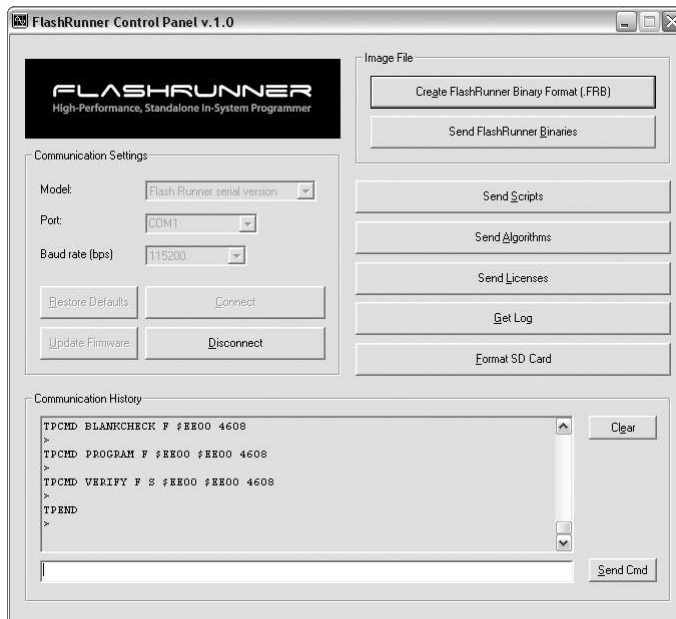 FlashRunner Control Panel v.1.0
FLASHRUNNER
High-Performance, Standalone In-System Programmer
Communication Settings
Model:
Flash Runner serial version
Port:
COM1
Baud rate (bps)
115200
Restore Defaults
Connect
Update Firmware
Disconnect
Image File
Create FlashRunner Binary Format (.FRB)
Send FlashRunner Binaries
Send Scripts
Send Algorithms
Send Licenses
Get Log
Format SD Card
Communication History
TPCMD BLANKCHECK F $EE00 4608
>
TPCMD PROGRAM F $EE00 $EE00 4608
>
TPCMD VERIFY F S $EE00 $EE00 4608
>
TPEND
>
Clear
Send Cmd